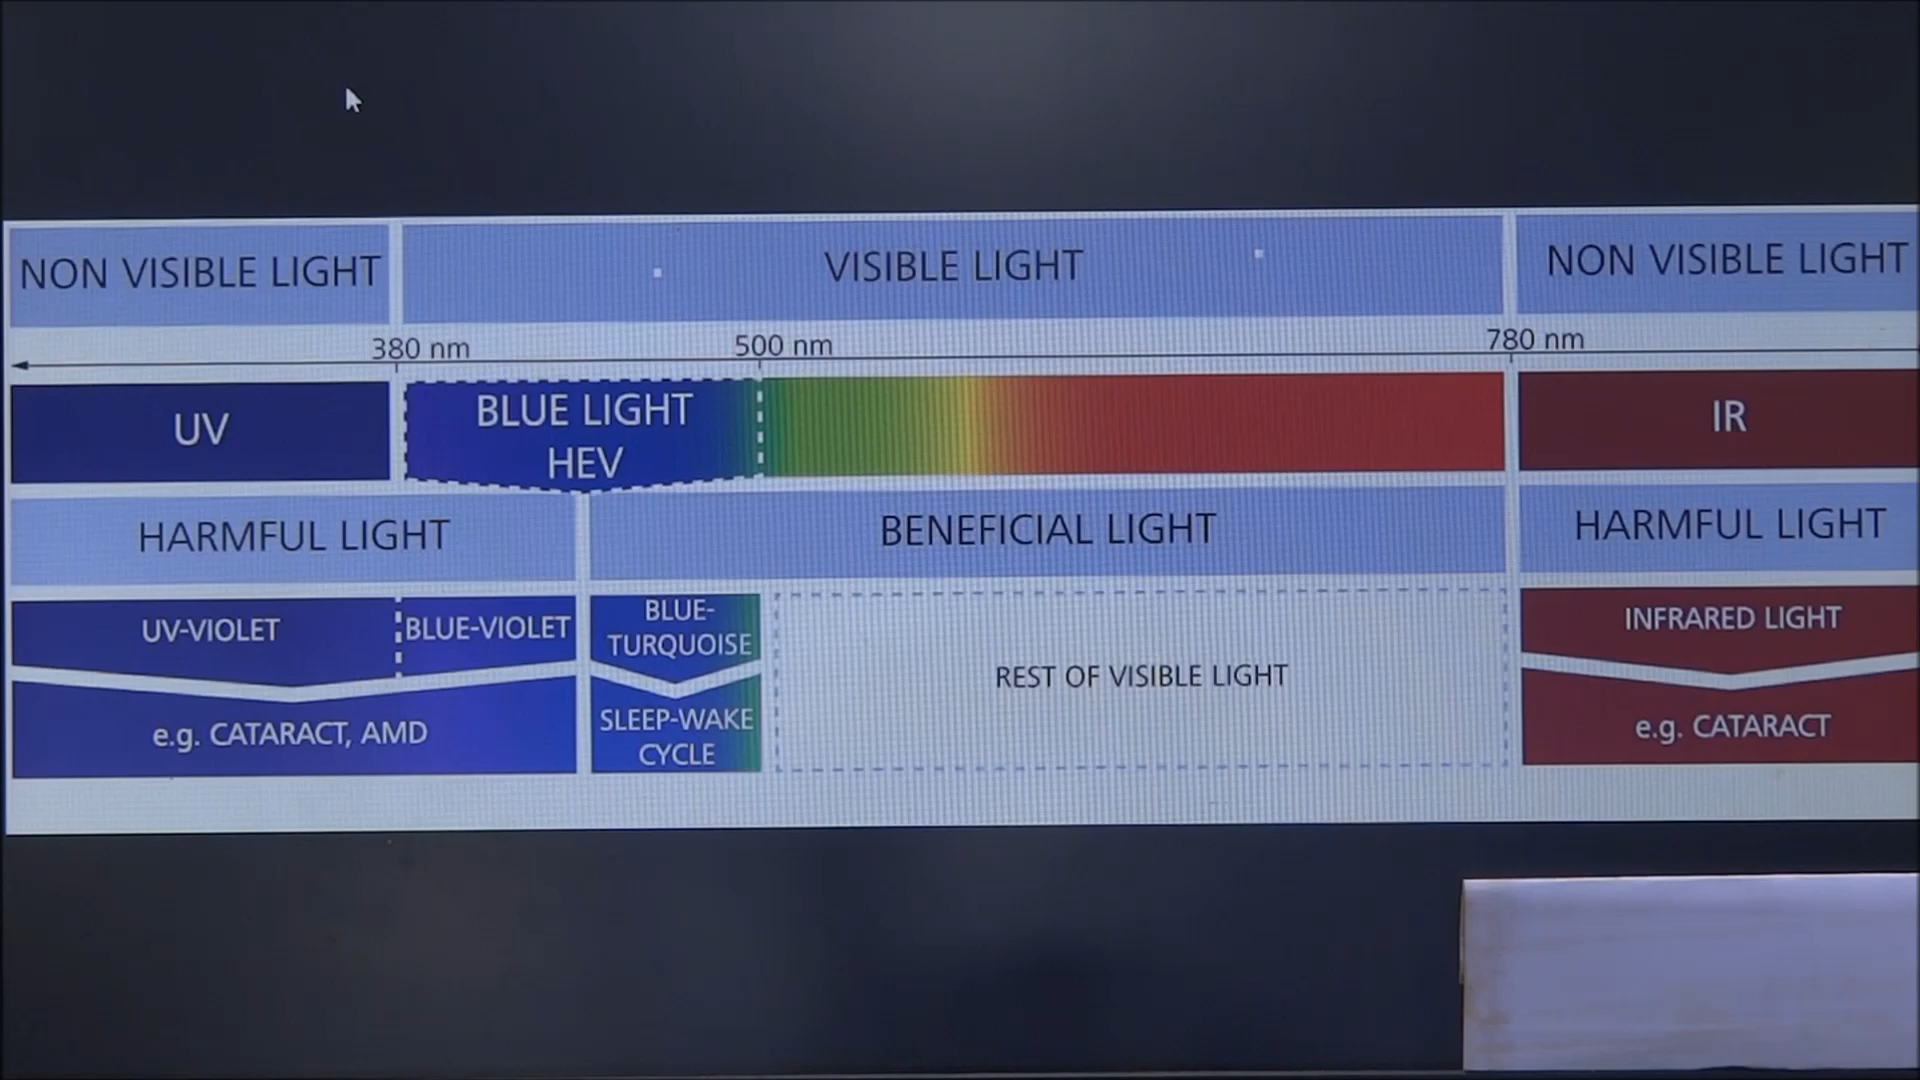 NON VISIBLE LIGHT
VISIBLE LIGHT
NON VISIBLE LIGHT
380 nm
500 nm
780 nm
UV
BLUE LIGHT
HEV
IR
HARMFUL LIGHT
BENEFICIAL LIGHT
HARMFUL LIGHT
UV-VIOLET
BLUE-VIOLET
BLUE-
TURQUOISE
REST OF VISIBLE LIGHT
INFRARED LIGHT
e.g. CATARACT, AMD
SLEEP-WAKE
CYCLE
e.g. CATARACT